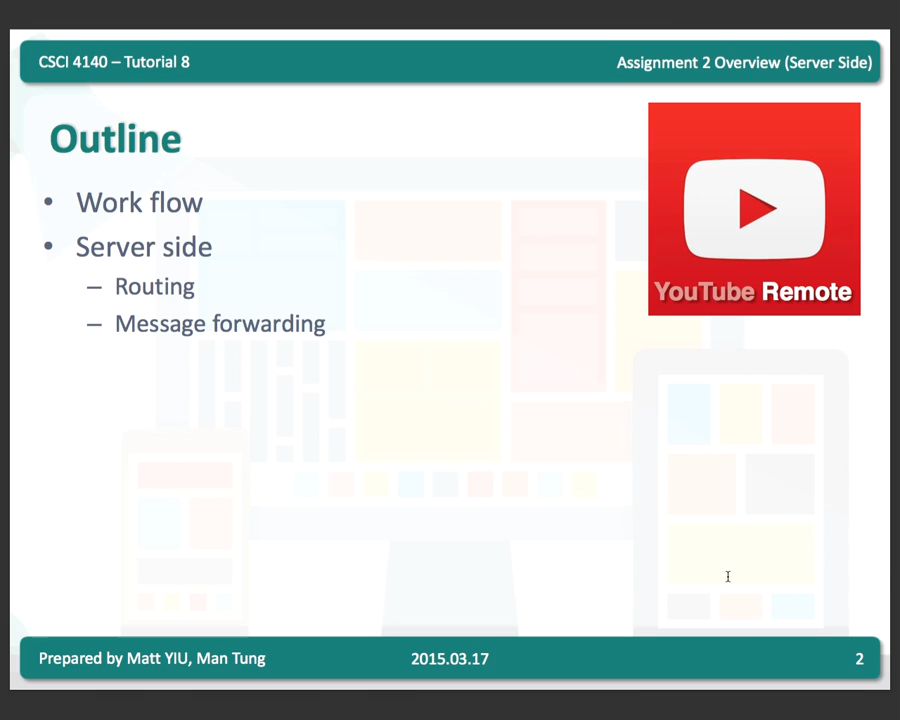 CSCI 4140 – Tutorial 8
Assignment 2 Overview (Server Side)
Outline
• Work flow
• Server side
– Routing
– Message forwarding
YouTube Remote
Prepared by Matt YIU, Man Tung
2015.03.17
2